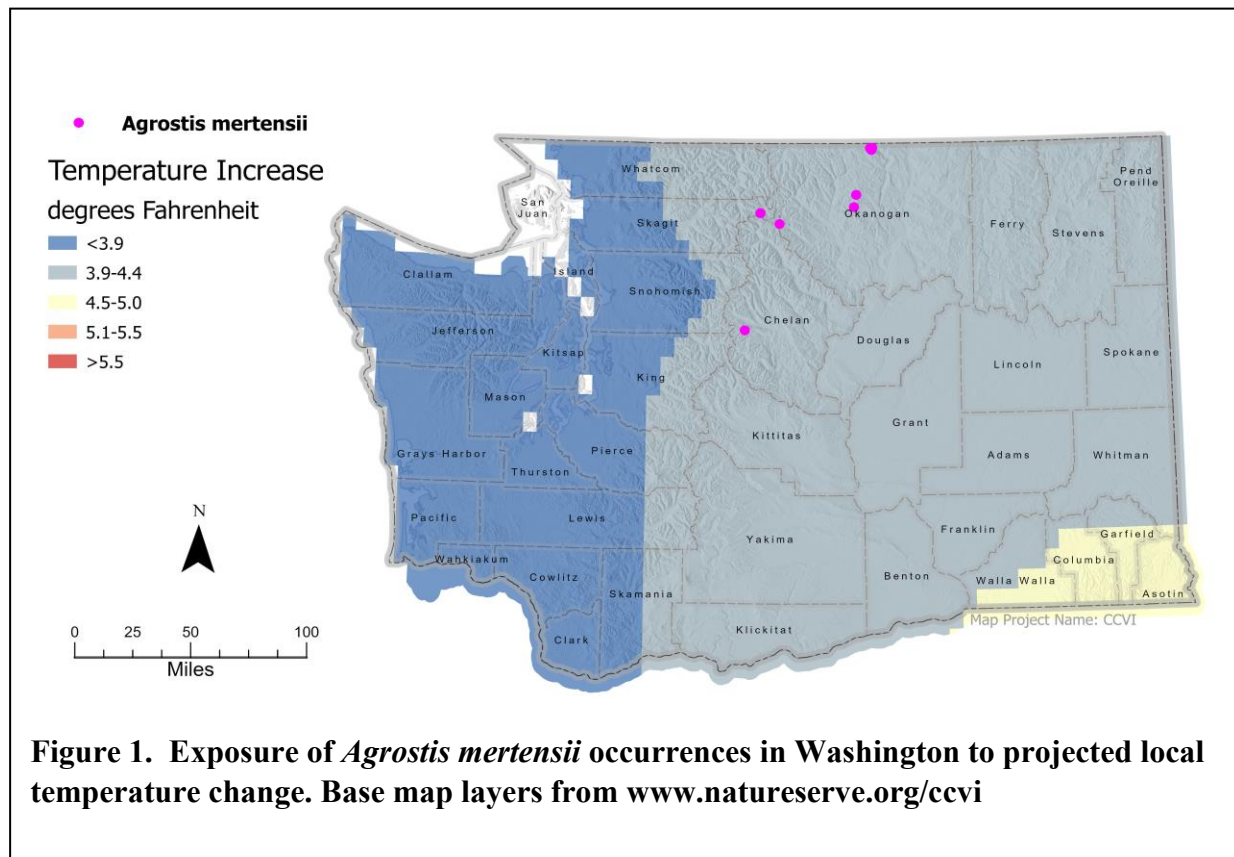 Agrostis mertensii
Temperature Increase
degrees Fahrenheit
<3.9
3.9-4.4
4.5-5.0
5.1-5.5
>5.5
Whatcom
San
Juan
Skagit
Okanogan
Ferry
Stevens
Pend
Oreille
Clallam
Island
Snohomish
Chelan
Douglas
Jefferson
Kitsap
King
Lincoln
Spokane
Mason
Grant
Kittitas
Grays Harbor
Pierce
Thurston
Adams
Whitman
Pacific
Lewis
Yakima
Franklin
Garfield
Wahkiakum
Columbia
Cowlitz
Skamania
Benton
Walla Walla
Asotin
Clark
Klickitat
Map Project Name: CCVI
N
0 25 50 100
Miles
Figure 1. Exposure of Agrostis mertensii occurrences in Washington to projected local
temperature change. Base map layers from www.natureserve.org/ccvi